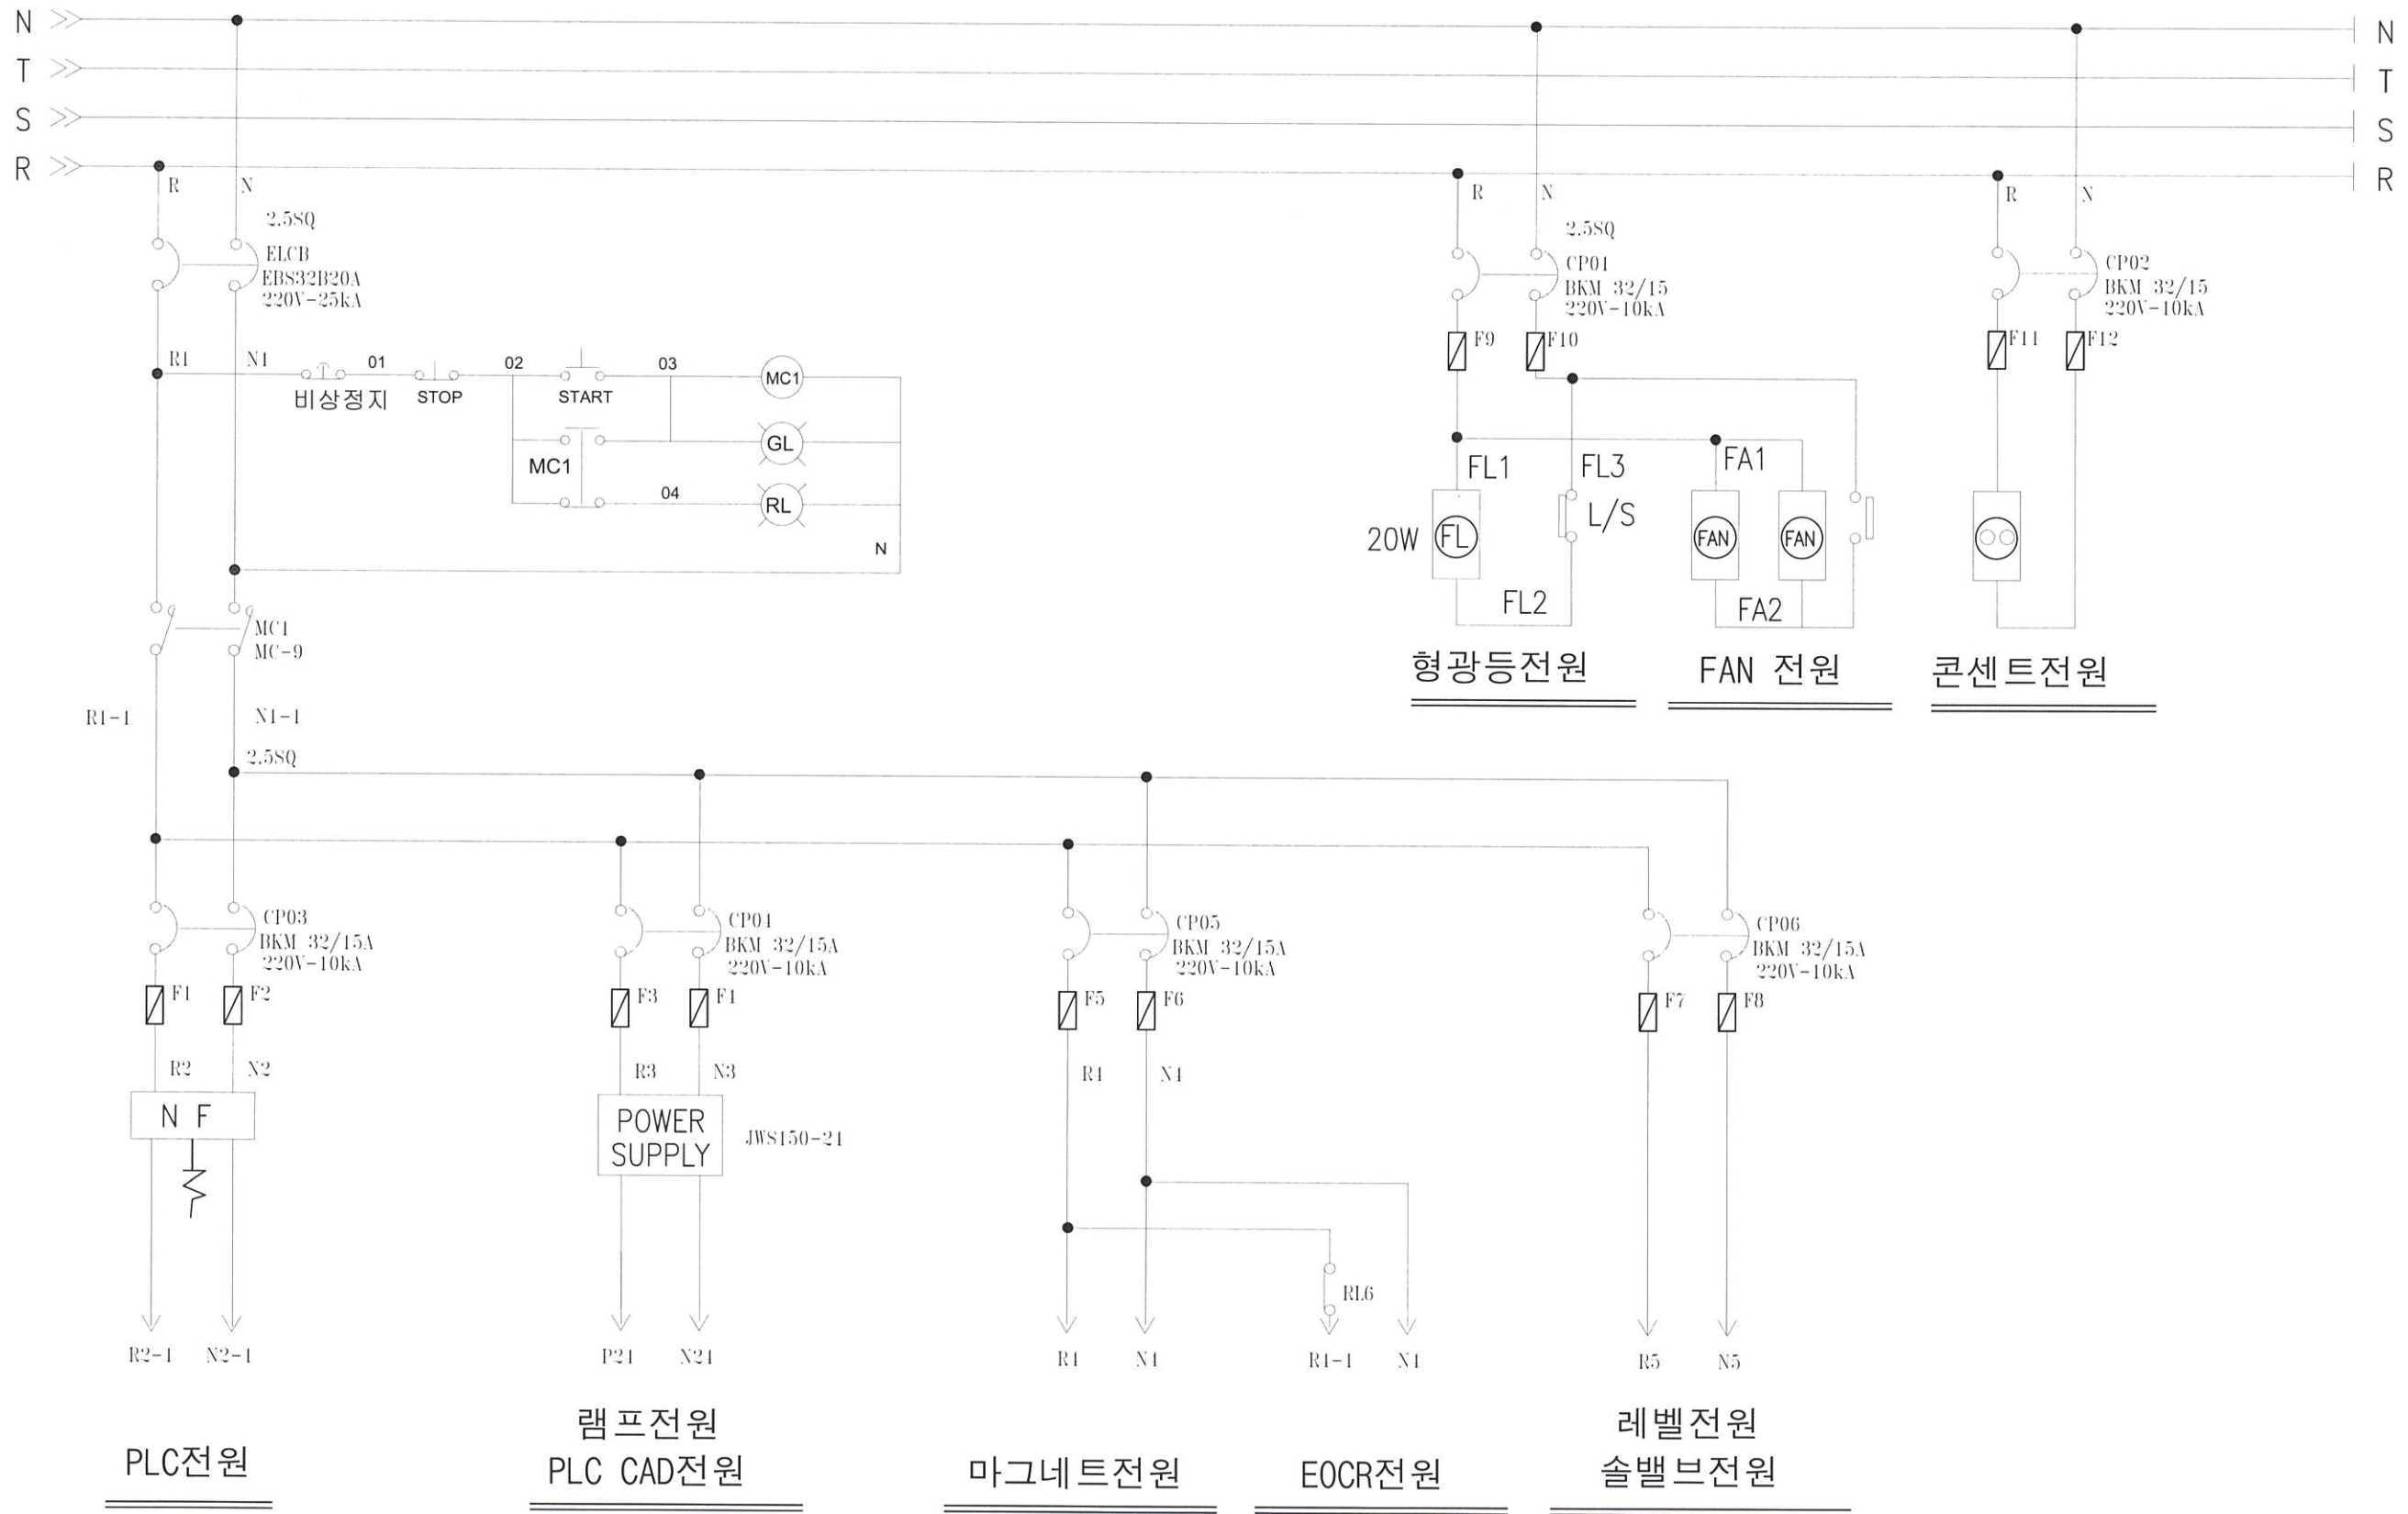 N N
T T
S S
R R
R N
2.5SQ
ELCB
EBS32B20A
220V-25kA
R1 N1 01 02 03
비상정지 STOP START MC1
MC1 GL
04 RL
N
MC1
MC-9
R1-1 N1-1
2.5SQ
R N
2.5SQ
CP01
BKM 32/15
220V-10kA
F9 F10
FL1 FL3 FA1
20W FL L/S FAN FAN
FL2 FA2
형광등전원 FAN 전원
R N
CP02
BKM 32/15
220V-10kA
F11 F12
콘센트전원
CP03
BKM 32/15A
220V-10kA
F1 F2
R2 N2
N F
R2-1 N2-1
PLC전원
CP04
BKM 32/15A
220V-10kA
F3 F4
R3 N3
POWER
SUPPLY
JWS150-24
P24 N24
램프전원
PLC CAD전원
CP05
BKM 32/15A
220V-10kA
F5 F6
R4 N4
RL6
R4 N4 R4-1 N4
마그네트전원 EOCR전원
CP06
BKM 32/15A
220V-10kA
F7 F8
R5 N5
레벨전원
솔밸브전원